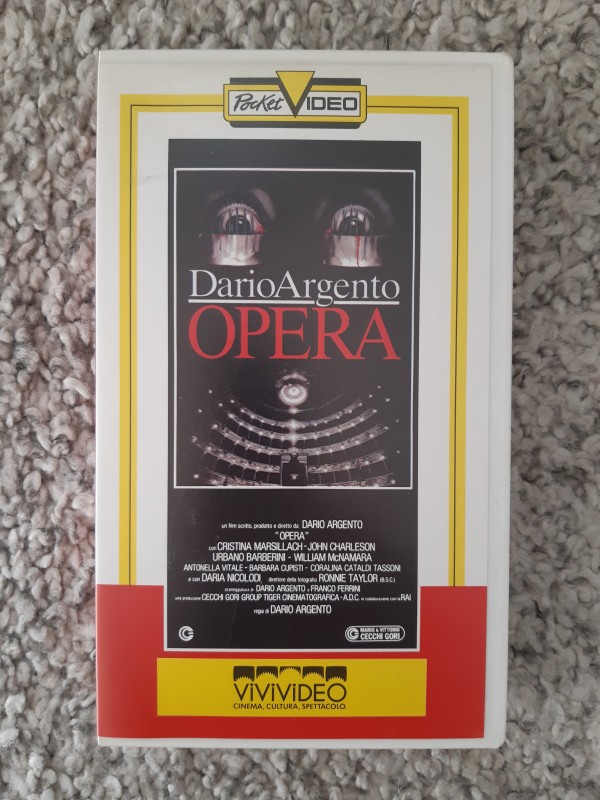 Pocket VIDEO
Dario Argento
OPERA
un film scritto, prodotto e diretto da DARIO ARGENTO
"OPERA"
con CRISTINA MARSILLACH - JOHN CHARLESON
URBANO BARBERINI - WILLIAM McNAMARA
ANTONELLA VITALE - BARBARA CUPISTI - CORALINA CATALDI TASSONI
e con DARIA NICOLODI direttore della fotografia RONNIE TAYLOR (B.S.C.)
sceneggiatura di DARIO ARGENTO e FRANCO FERRINI
una produzione CECCHI GORI GROUP TIGER CINEMATOGRAFICA - A.D.C. in collaborazione con la RAI
regia di DARIO ARGENTO
MARIO & VITTORIO
CECCHI GORI
ViViViDEO
CINEMA, CULTURA, SPETTACOLO.